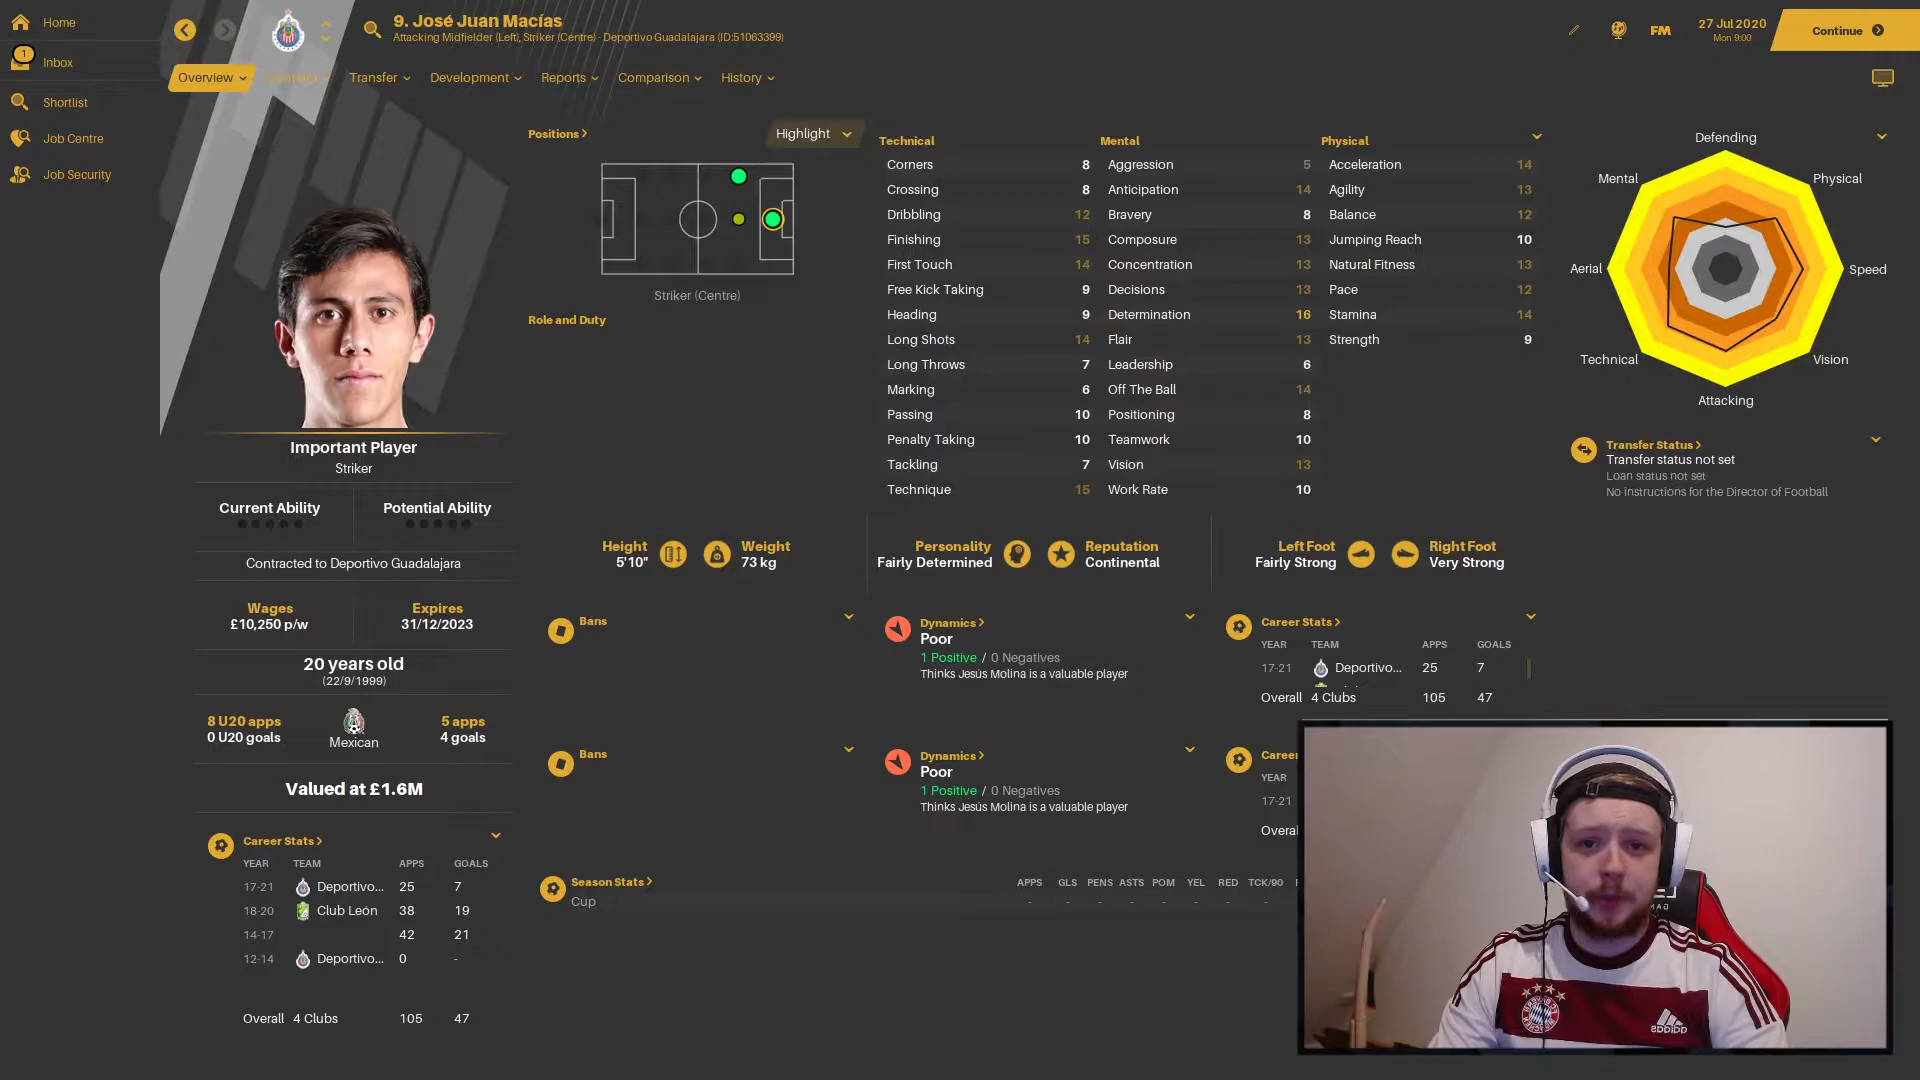 Home
1
Inbox
Shortlist
Job Centre
Job Security
9. José Juan Macías
Attacking Midfielder (Left), Striker (Centre) - Deportivo Guadalajara (ID:51063399)
FM
27 Jul 2020
Mon 9:00
Continue
Overview
Transfer
Development
Reports
Comparison
History
Important Player
Striker
Current Ability
Potential Ability
Contracted to Deportivo Guadalajara
Wages
£10,250 p/w
Expires
31/12/2023
20 years old
(22/9/1999)
8 U20 apps
0 U20 goals
Mexican
5 apps
4 goals
Valued at £1.6M
Career Stats
YEAR TEAM APPS GOALS
17-21 Deportivo... 25 7
18-20 Club León 38 19
14-17 42 21
12-14 Deportivo... 0 -
Overall 4 Clubs 105 47
Positions
Highlight
Striker (Centre)
Role and Duty
Technical
Corners 8
Crossing 8
Dribbling 12
Finishing 15
First Touch 14
Free Kick Taking 9
Heading 9
Long Shots 14
Long Throws 7
Marking 6
Passing 10
Penalty Taking 10
Tackling 7
Technique 15
Mental
Aggression 5
Anticipation 14
Bravery 8
Composure 13
Concentration 13
Decisions 13
Determination 16
Flair 13
Leadership 6
Off The Ball 14
Positioning 8
Teamwork 10
Vision 13
Work Rate 10
Physical
Acceleration 14
Agility 13
Balance 12
Jumping Reach 10
Natural Fitness 13
Pace 12
Stamina 14
Strength 9
Defending
Physical
Speed
Vision
Attacking
Technical
Aerial
Mental
Transfer Status
Transfer status not set
Loan status not set
No instructions for the Director of Football
Height
5'10"
Weight
73 kg
Personality
Fairly Determined
Reputation
Continental
Left Foot
Fairly Strong
Right Foot
Very Strong
Bans
Dynamics
Poor
1 Positive / 0 Negatives
Thinks Jesús Molina is a valuable player
Career Stats
YEAR TEAM APPS GOALS
17-21 Deportivo... 25 7
Overall 4 Clubs 105 47
Bans
Dynamics
Poor
1 Positive / 0 Negatives
Thinks Jesús Molina is a valuable player
Career
YEAR
17-21
Overal
Season Stats
APPS GLS PENS ASTS POM YEL RED TCK/90
Cup - - - - - - - -
adidas